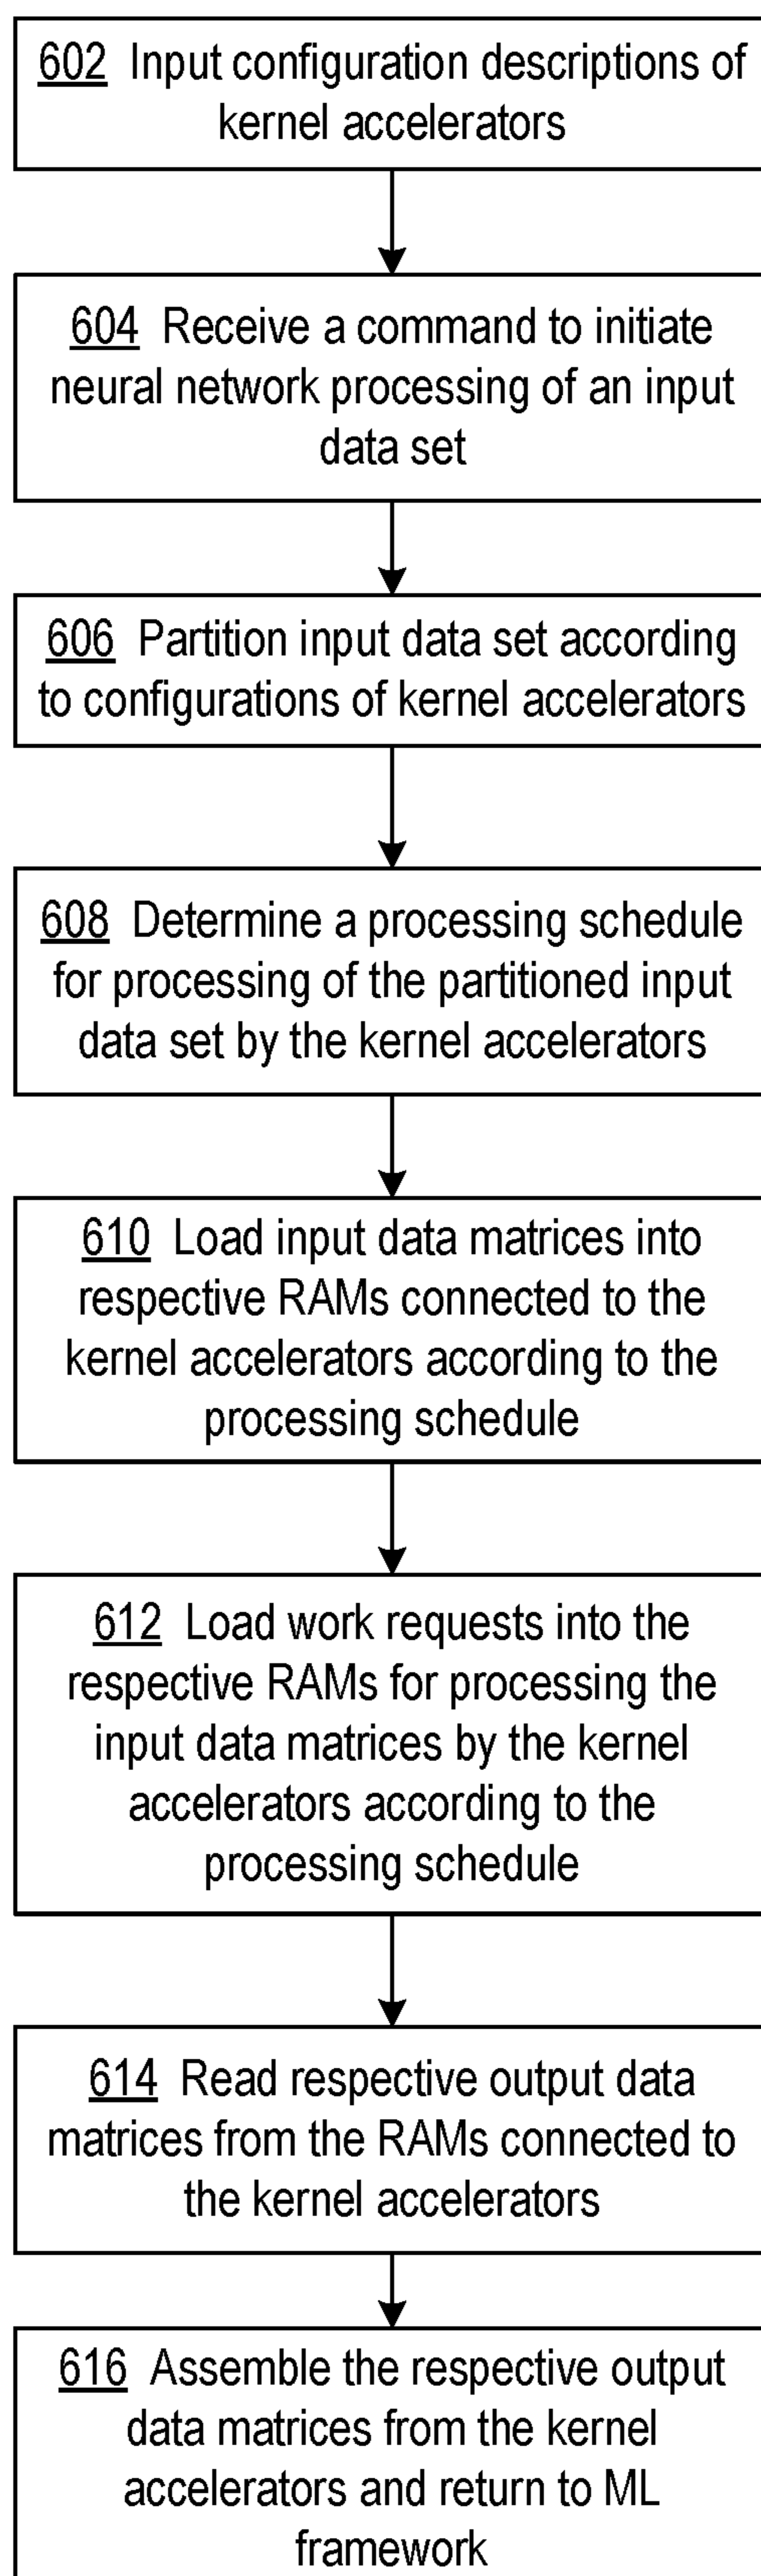 602 Input configuration descriptions of
kernel accelerators
604 Receive a command to initiate
neural network processing of an input
data set
606 Partition input data set according
to configurations of kernel accelerators
608 Determine a processing schedule
for processing of the partitioned input
data set by the kernel accelerators
610 Load input data matrices into
respective RAMs connected to the
kernel accelerators according to the
processing schedule
612 Load work requests into the
respective RAMs for processing the
input data matrices by the kernel
accelerators according to the
processing schedule
614 Read respective output data
matrices from the RAMs connected to
the kernel accelerators
616 Assemble the respective output
data matrices from the kernel
accelerators and return to ML
framework